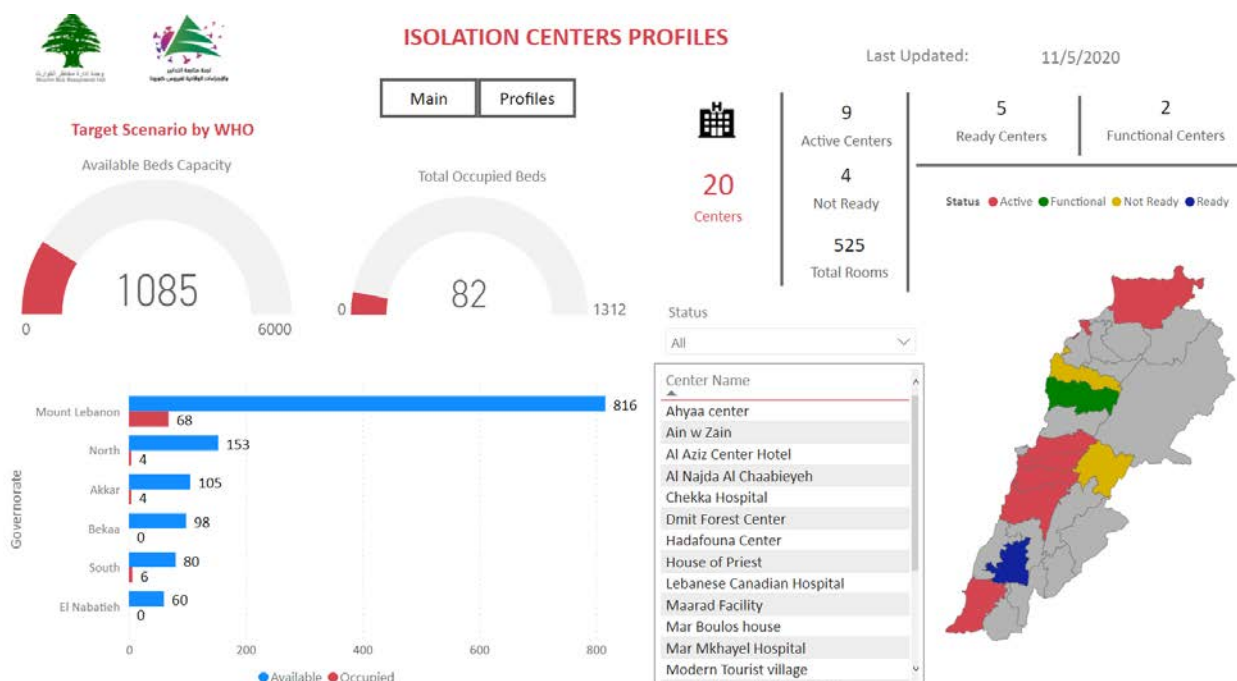 ISOLATION CENTERS PROFILES
Last Updated: 11/5/2020
Main
Profiles
Target Scenario by WHO
Available Beds Capacity
1085
0
6000
Total Occupied Beds
82
0
1312
20
Centers
9
Active Centers
4
Not Ready
525
Total Rooms
5
Ready Centers
2
Functional Centers
Status Active Functional Not Ready Ready
Status
All
Center Name
Ahyaa center
Ain w Zain
Al Aziz Center Hotel
Al Najda Al Chaabieyeh
Chekka Hospital
Dmit Forest Center
Hadafouna Center
House of Priest
Lebanese Canadian Hospital
Maarad Facility
Mar Boulos house
Mar Mkhayel Hospital
Modern Tourist village
Governorate
Mount Lebanon
816
68
North
153
4
Akkar
105
4
Bekaa
98
0
South
80
6
El Nabatieh
60
0
0
200
400
600
800
Available Occupied